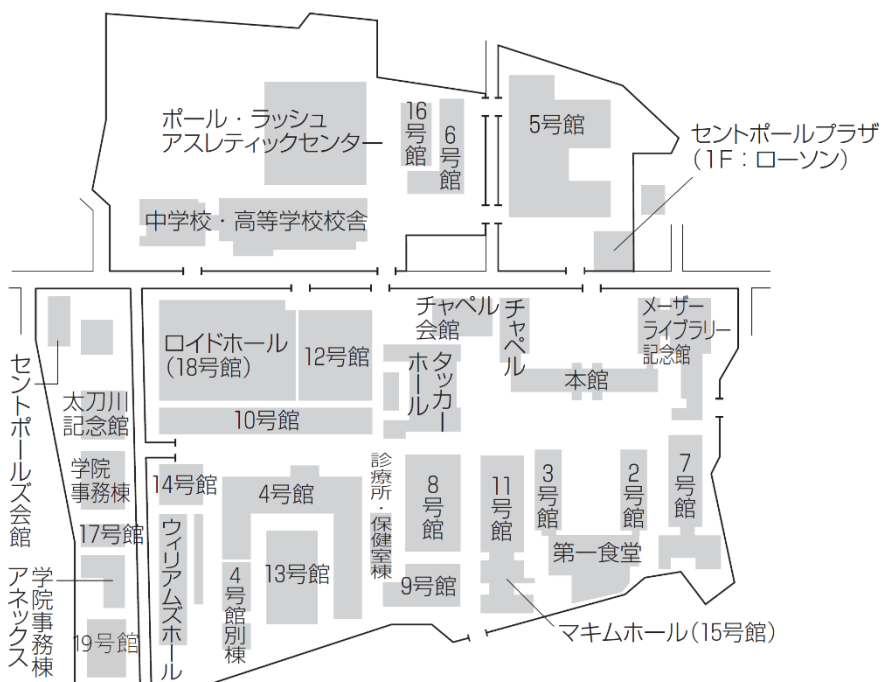 ポール・ラッシュ
アスレティックセンター
16号館
6号館
5号館
セントポールプラザ
(1F：ローソン)
中学校・高等学校校舎
チャペル
会館
チャペル
メーザー
ライブラリー
記念館
ロイドホール
(18号館)
12号館
タッカー
ホール
本館
セントポールズ会館
太刀川
記念館
10号館
学院
事務棟
14号館
4号館
診療所・保健室棟
8号館
11号館
3号館
2号館
7号館
17号館
ウィリアムズホール
13号館
第一食堂
学院事務棟
アネックス
4号館別棟
9号館
19号館
マキムホール(15号館)